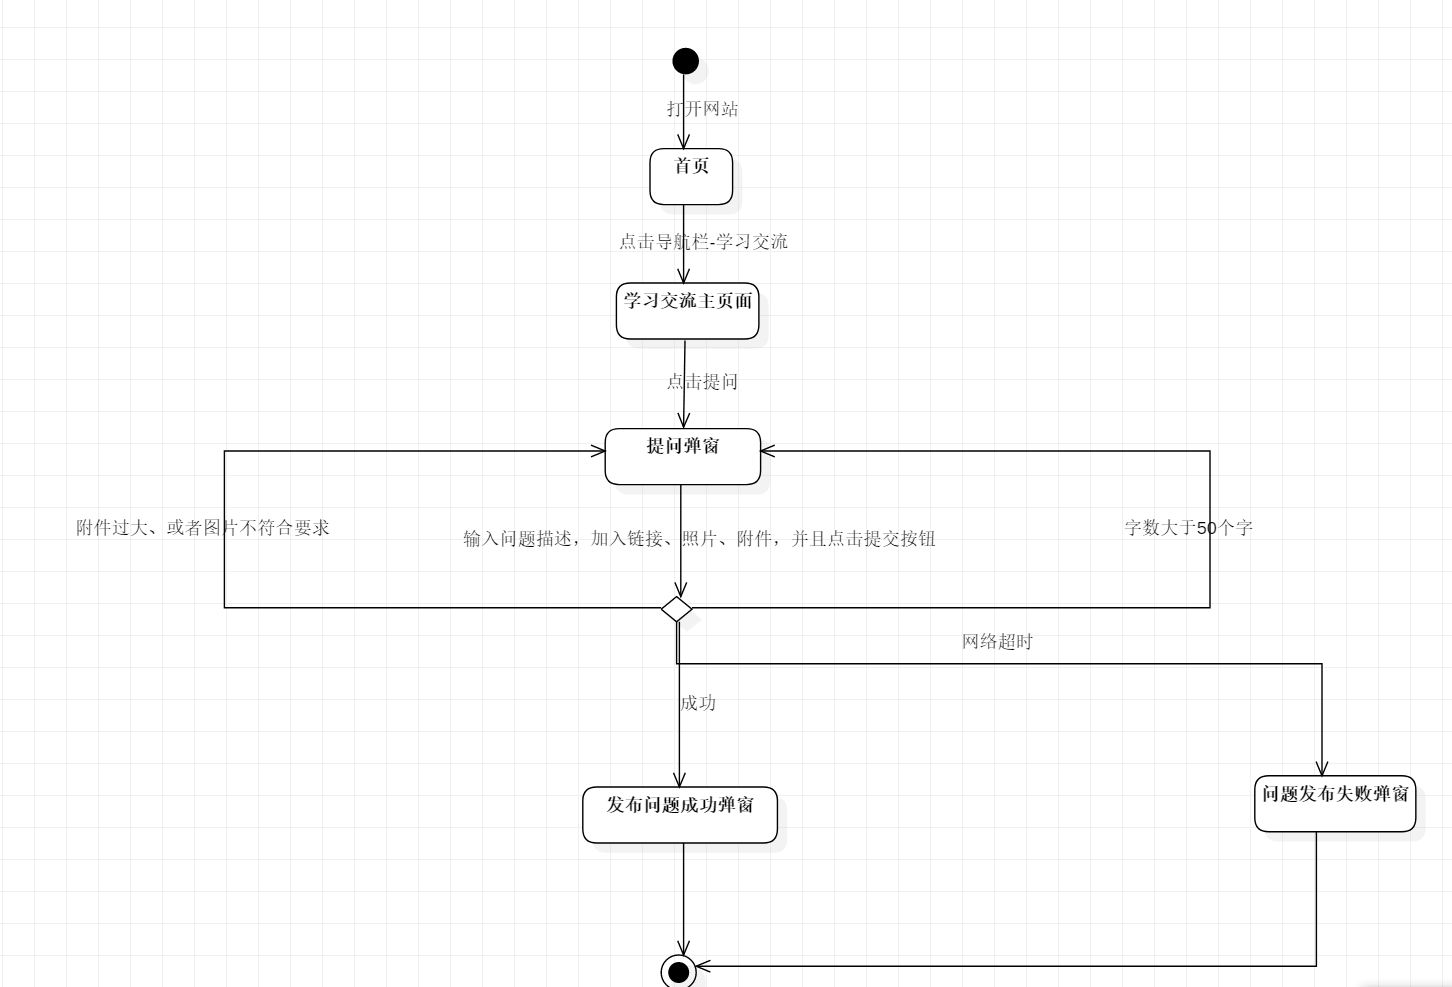 打开网站
首页
点击导航栏-学习交流
学习交流主页面
点击提问
提问弹窗
附件过大、或者图片不符合要求
输入问题描述，加入链接、照片、附件，并且点击提交按钮
字数大于50个字
网络超时
成功
发布问题成功弹窗
问题发布失败弹窗